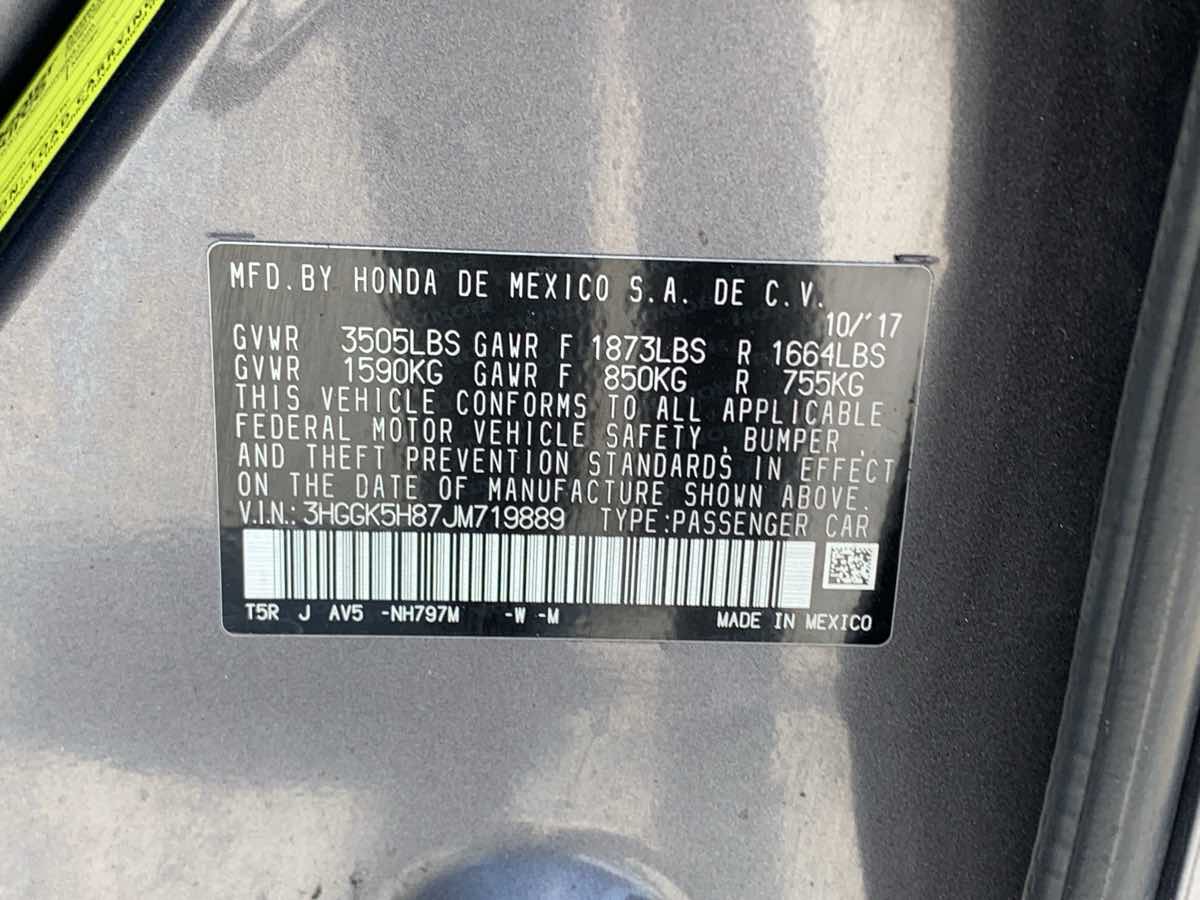 MFD. BY HONDA DE MEXICO S.A. DE C.V.
10/'17
GVWR 3505LBS GAWR F 1873LBS R 1664LBS
GVWR 1590KG GAWR F 850KG R 755KG
THIS VEHICLE CONFORMS TO ALL APPLICABLE
FEDERAL MOTOR VEHICLE SAFETY , BUMPER ,
AND THEFT PREVENTION STANDARDS IN EFFECT
ON THE DATE OF MANUFACTURE SHOWN ABOVE.
V.I.N.: 3HGGK5H87JM719889 TYPE:PASSENGER CAR
T5R J AV5 -NH797M -W -M MADE IN MEXICO